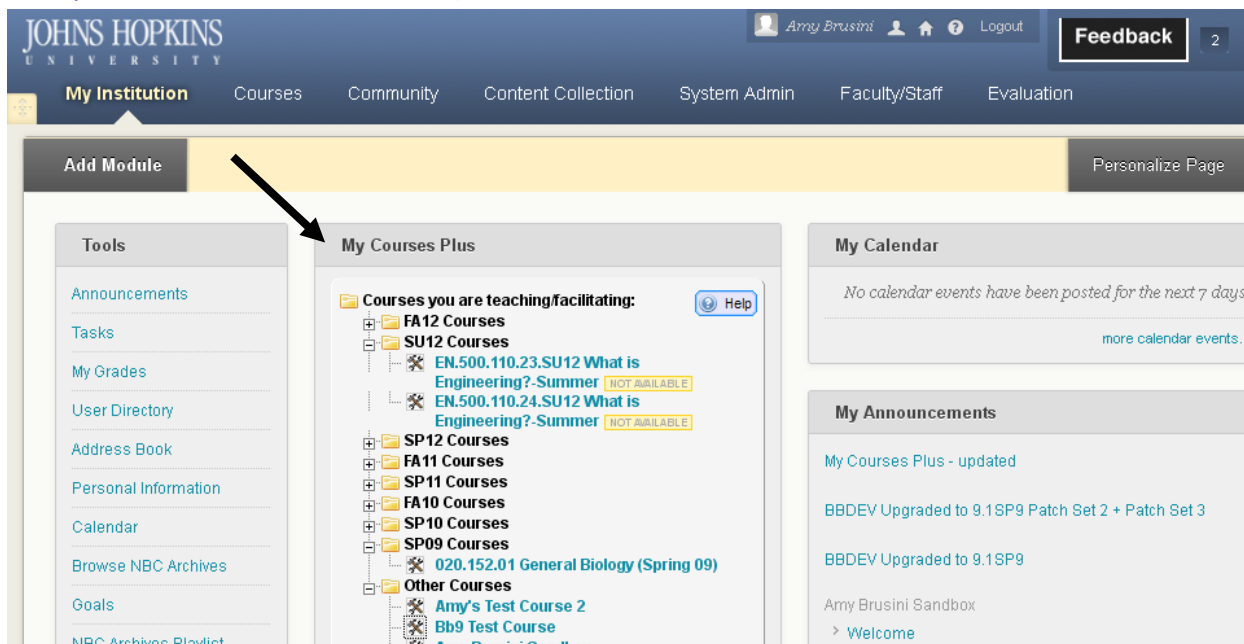 JOHNS HOPKINS
UNIVERSITY
Amy Brusini
Logout
Feedback
2
My Institution
Courses
Community
Content Collection
System Admin
Faculty/Staff
Evaluation
Add Module
Personalize Page
Tools
Announcements
Tasks
My Grades
User Directory
Address Book
Personal Information
Calendar
Browse NBC Archives
Goals
NBC Archives Playlist
My Courses Plus
Courses you are teaching/facilitating:
Help
FA12 Courses
SU12 Courses
EN.500.110.23.SU12 What is
Engineering?-Summer NOT AVAILABLE
EN.500.110.24.SU12 What is
Engineering?-Summer NOT AVAILABLE
SP12 Courses
FA11 Courses
SP11 Courses
FA10 Courses
SP10 Courses
SP09 Courses
020.152.01 General Biology (Spring 09)
Other Courses
Amy's Test Course 2
Bb9 Test Course
Amy Brusini Sandbox
My Calendar
No calendar events have been posted for the next 7 days
more calendar events.
My Announcements
My Courses Plus - updated
BBDEV Upgraded to 9.1SP9 Patch Set 2 + Patch Set 3
BBDEV Upgraded to 9.1SP9
Amy Brusini Sandbox
> Welcome